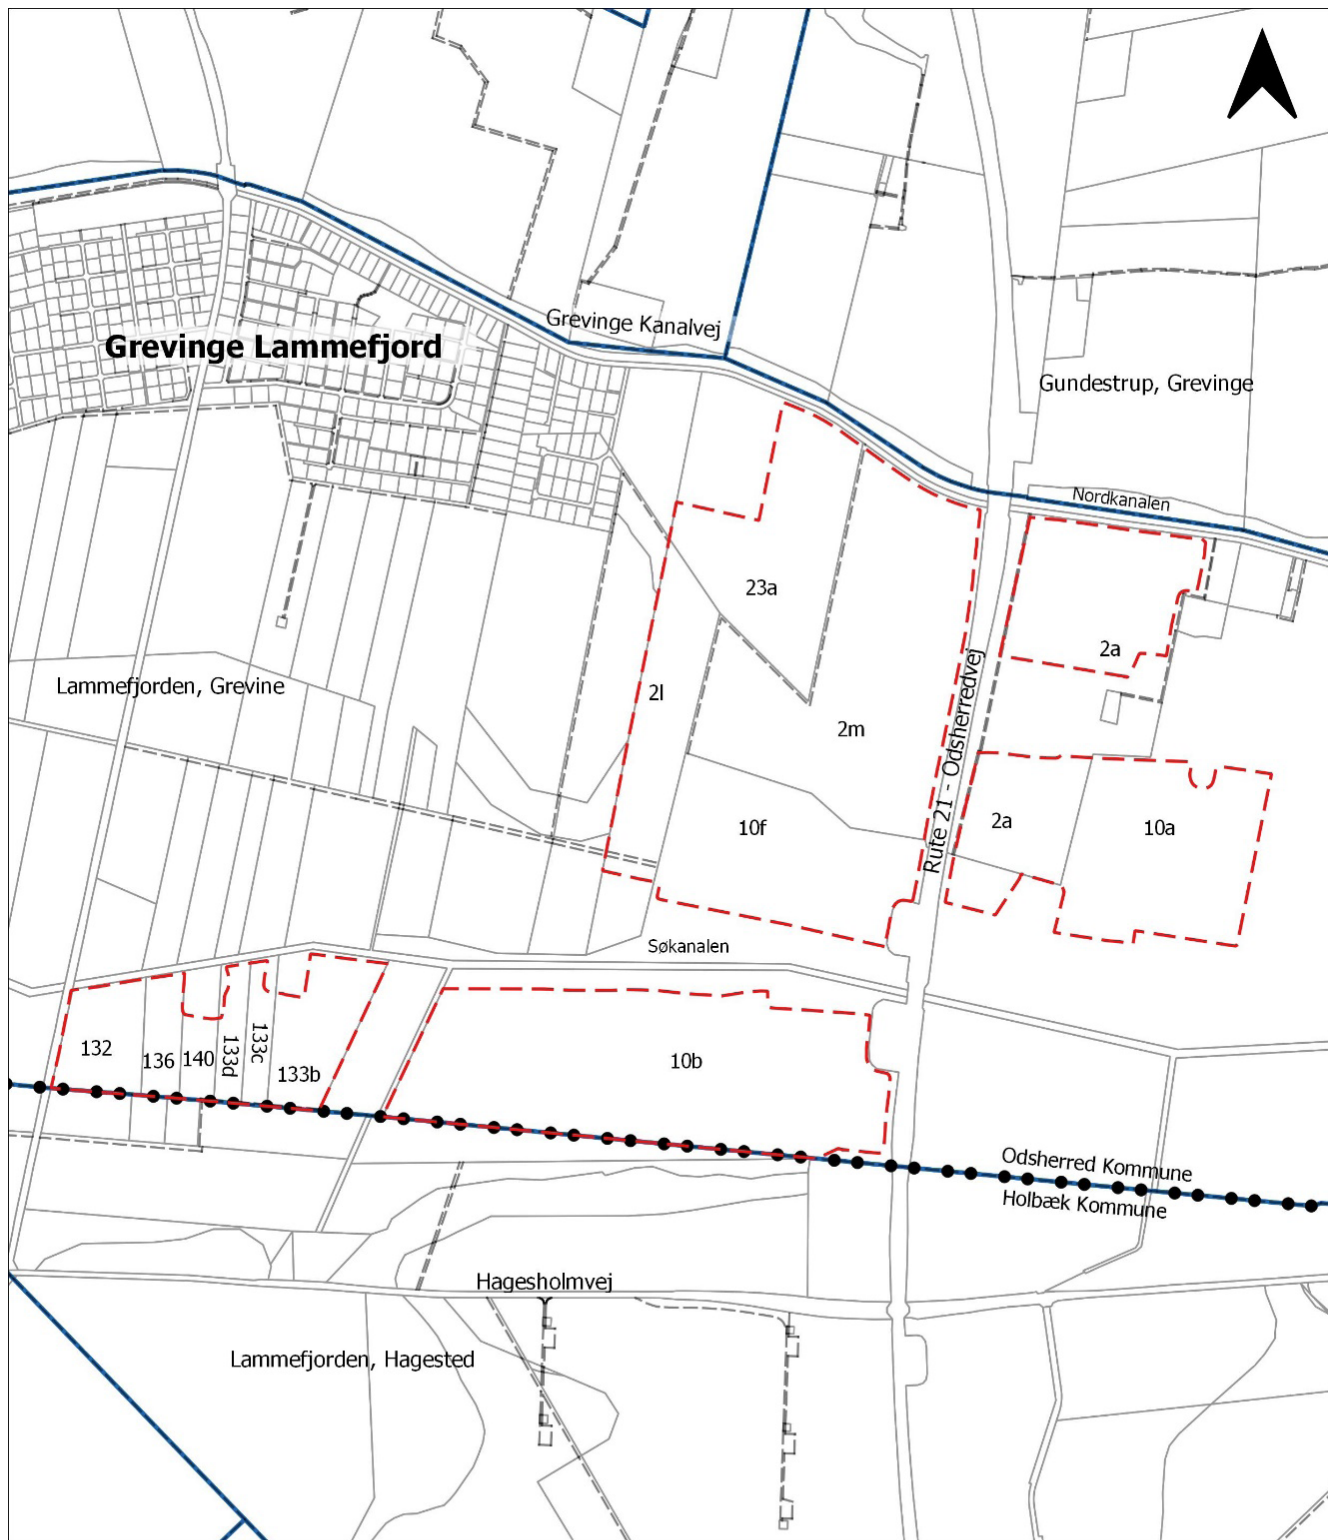 Grevinge Kanalvej
Grevinge Lammefjord
Gundestrup, Grevinge
Nordkanalen
23a
2a
Lammefjorden, Grevine
2l
2m
Rute 21 - Odsherredvej
10f
2a
10a
Søkanalen
132
136
140
133d
133c
133b
10b
Odsherred Kommune
Holbæk Kommune
Hagesholmvej
Lammefjorden, Hagested